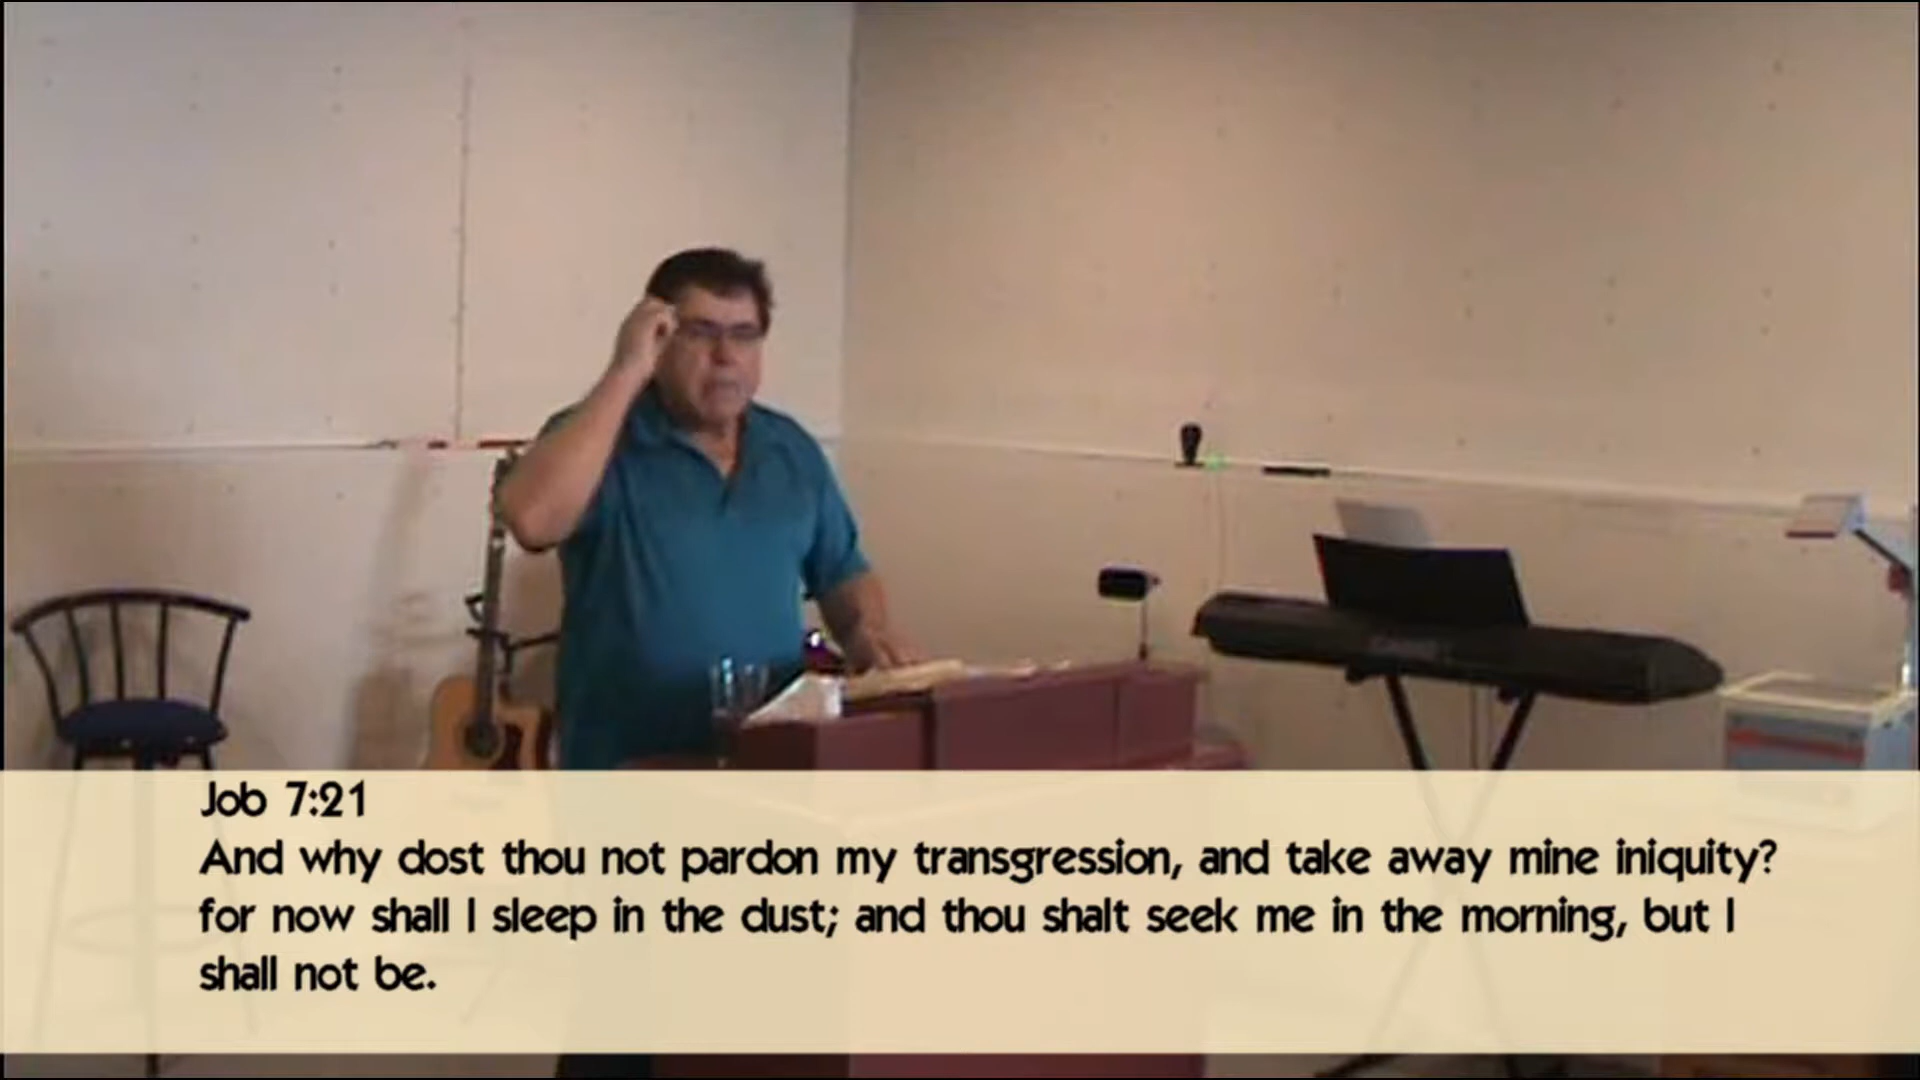 Job 7:21
And why dost thou not pardon my transgression, and take away mine iniquity?
for now shall I sleep in the dust; and thou shalt seek me in the morning, but I
shall not be.